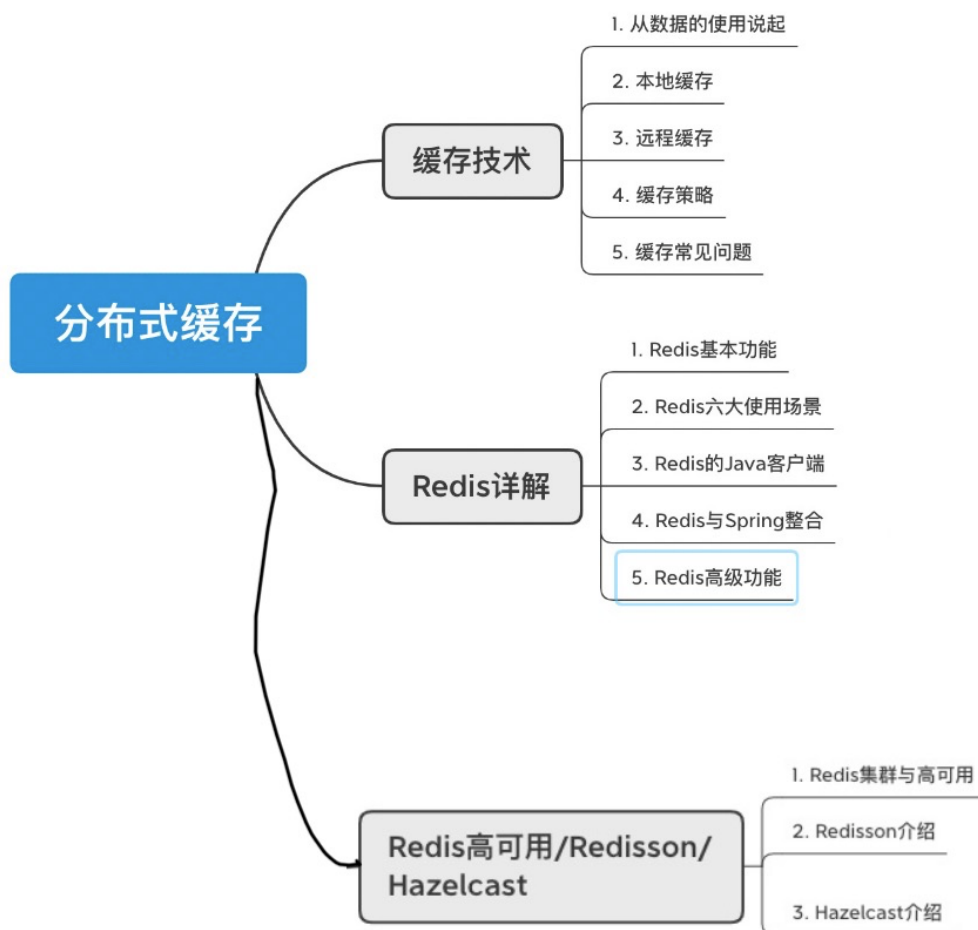 分布式缓存
缓存技术
1. 从数据的使用说起
2. 本地缓存
3. 远程缓存
4. 缓存策略
5. 缓存常见问题
Redis详解
1. Redis基本功能
2. Redis六大使用场景
3. Redis的Java客户端
4. Redis与Spring整合
5. Redis高级功能
Redis高可用/Redisson/
Hazelcast
1. Redis集群与高可用
2. Redisson介绍
3. Hazelcast介绍